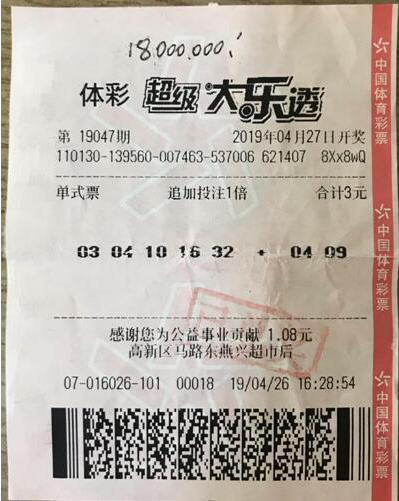 18.000.000
体彩 超级大乐透
第 19047期 2019年04月27日开奖
110130-139560-007463-537006 621407 8Xx8wQ
单式票 追加投注1倍 合计3元
03 04 10 16 32 + 04 09
感谢您为公益事业贡献 1.08元
高新区马路东燕兴超市后
07-016026-101 00018 19/04/26 16:28:54
中国体育彩票
中国体育彩票
中国体育彩票